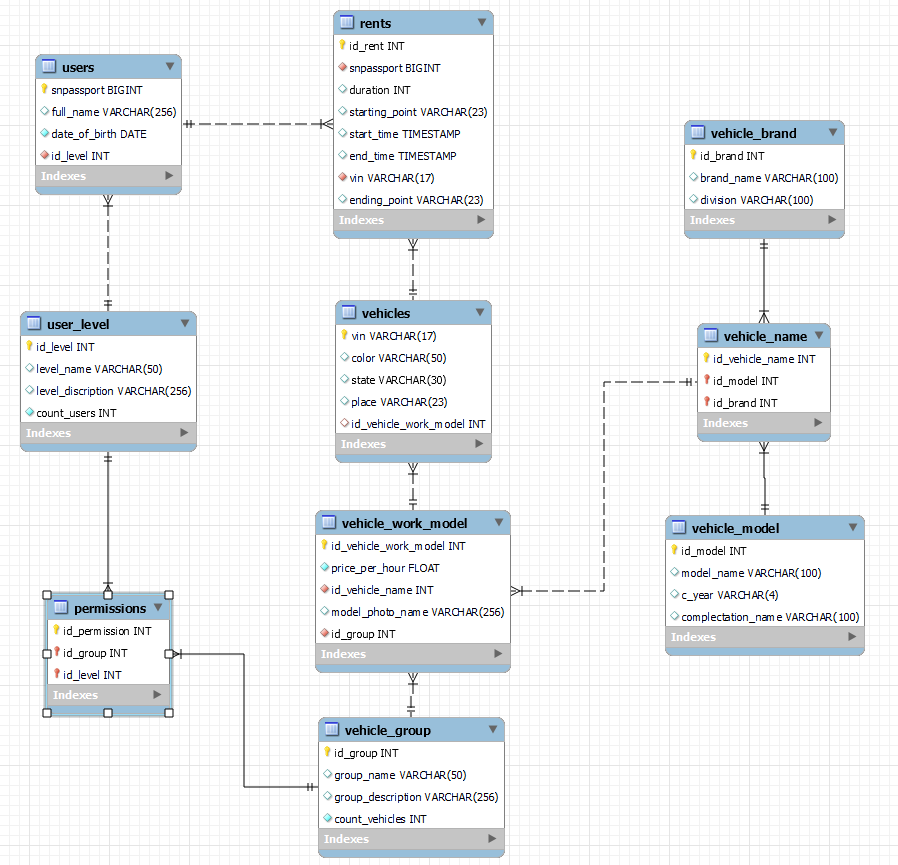 rents
id_rent INT
snpassport BIGINT
duration INT
starting_point VARCHAR(23)
start_time TIMESTAMP
end_time TIMESTAMP
vin VARCHAR(17)
ending_point VARCHAR(23)
Indexes
users
snpassport BIGINT
full_name VARCHAR(256)
date_of_birth DATE
id_level INT
Indexes
vehicle_brand
id_brand INT
brand_name VARCHAR(100)
division VARCHAR(100)
Indexes
user_level
id_level INT
level_name VARCHAR(50)
level_discription VARCHAR(256)
count_users INT
Indexes
vehicles
vin VARCHAR(17)
color VARCHAR(50)
state VARCHAR(30)
place VARCHAR(23)
id_vehicle_work_model INT
Indexes
vehicle_name
id_vehicle_name INT
id_model INT
id_brand INT
Indexes
vehicle_work_model
id_vehicle_work_model INT
price_per_hour FLOAT
id_vehicle_name INT
model_photo_name VARCHAR(256)
id_group INT
Indexes
vehicle_model
id_model INT
model_name VARCHAR(100)
c_year VARCHAR(4)
complectation_name VARCHAR(100)
Indexes
permissions
id_permission INT
id_group INT
id_level INT
Indexes
vehicle_group
id_group INT
group_name VARCHAR(50)
group_description VARCHAR(256)
count_vehicles INT
Indexes